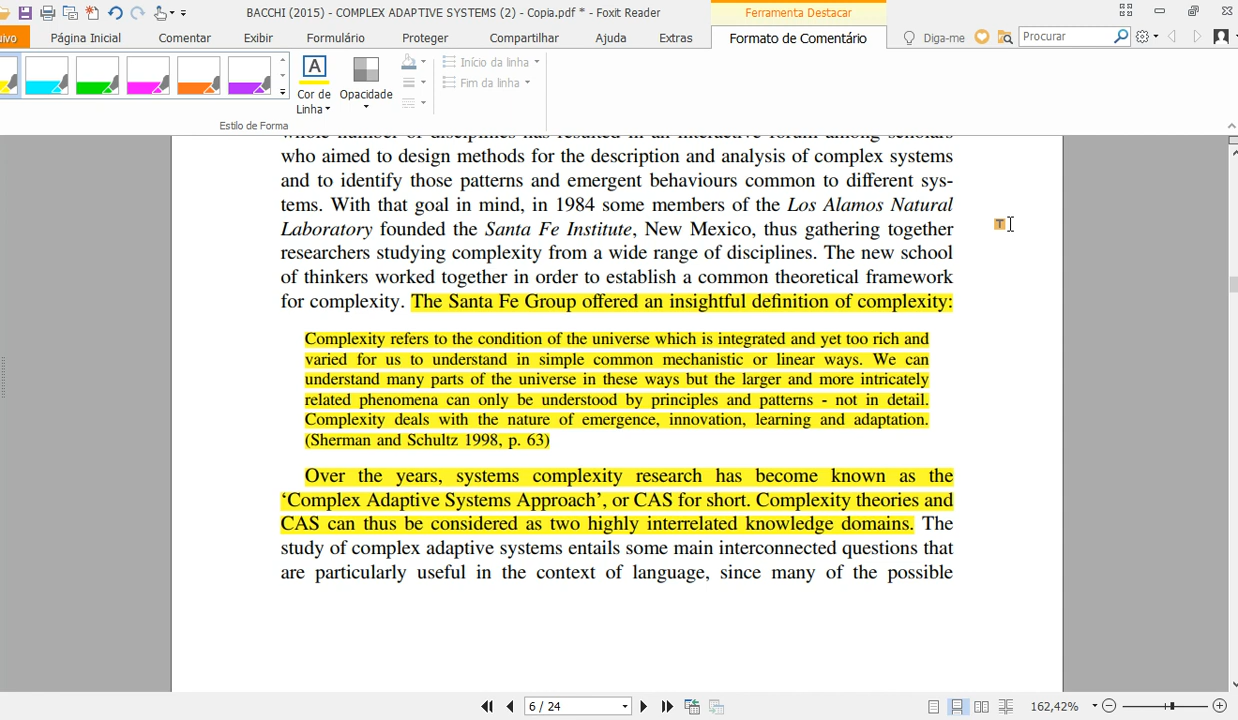 BACCHI (2015) - COMPLEX ADAPTIVE SYSTEMS (2) - Copia.pdf * - Foxit Reader
Ferramenta Destacar
ivo Página Inicial Comentar Exibir Formulário Proteger Compartilhar Ajuda Extras Formato de Comentário Diga-me Procurar
A
Cor de Linha
Opacidade
Início da linha
Fim da linha
Estilo de Forma
whole number of disciplines has resulted in an interactive forum among scholars
who aimed to design methods for the description and analysis of complex systems
and to identify those patterns and emergent behaviours common to different sys-
tems. With that goal in mind, in 1984 some members of the Los Alamos Natural
Laboratory founded the Santa Fe Institute, New Mexico, thus gathering together
researchers studying complexity from a wide range of disciplines. The new school
of thinkers worked together in order to establish a common theoretical framework
for complexity. The Santa Fe Group offered an insightful definition of complexity:
Complexity refers to the condition of the universe which is integrated and yet too rich and
varied for us to understand in simple common mechanistic or linear ways. We can
understand many parts of the universe in these ways but the larger and more intricately
related phenomena can only be understood by principles and patterns - not in detail.
Complexity deals with the nature of emergence, innovation, learning and adaptation.
(Sherman and Schultz 1998, p. 63)
Over the years, systems complexity research has become known as the
‘Complex Adaptive Systems Approach’, or CAS for short. Complexity theories and
CAS can thus be considered as two highly interrelated knowledge domains. The
study of complex adaptive systems entails some main interconnected questions that
are particularly useful in the context of language, since many of the possible
T
6 / 24
162,42%